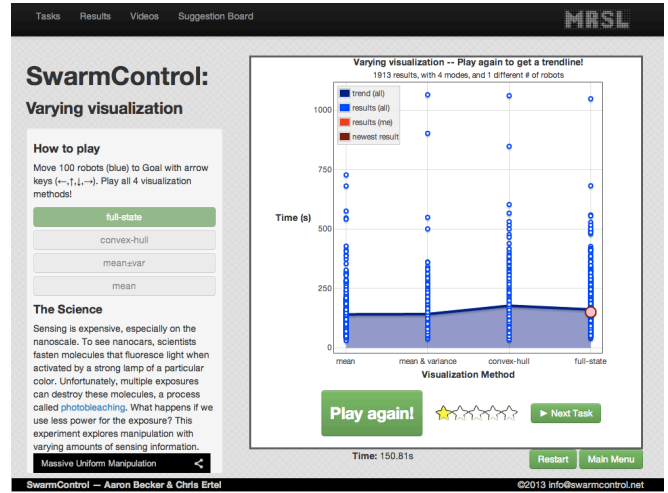 Tasks Results Videos Suggestion Board MRSL
SwarmControl:
Varying visualization
How to play
Move 100 robots (blue) to Goal with arrow
keys (←,↑,↓,→). Play all 4 visualization
methods!
full-state
convex-hull
mean±var
mean
The Science
Sensing is expensive, especially on the
nanoscale. To see nanocars, scientists
fasten molecules that fluoresce light when
activated by a strong lamp of a particular
color. Unfortunately, multiple exposures
can destroy these molecules, a process
called photobleaching. What happens if we
use less power for the exposure? This
experiment explores manipulation with
varying amounts of sensing information.
Massive Uniform Manipulation
Varying visualization -- Play again to get a trendline!
1913 results, with 4 modes, and 1 different # of robots
trend (all)
results (all)
results (me)
newest result
1000
750
Time (s)
500
250
0
mean mean & variance convex-hull full-state
Visualization Method
Play again! ▶ Next Task
Time: 150.81s
Restart Main Menu
SwarmControl — Aaron Becker & Chris Ertel ©2013 info@swarmcontrol.net